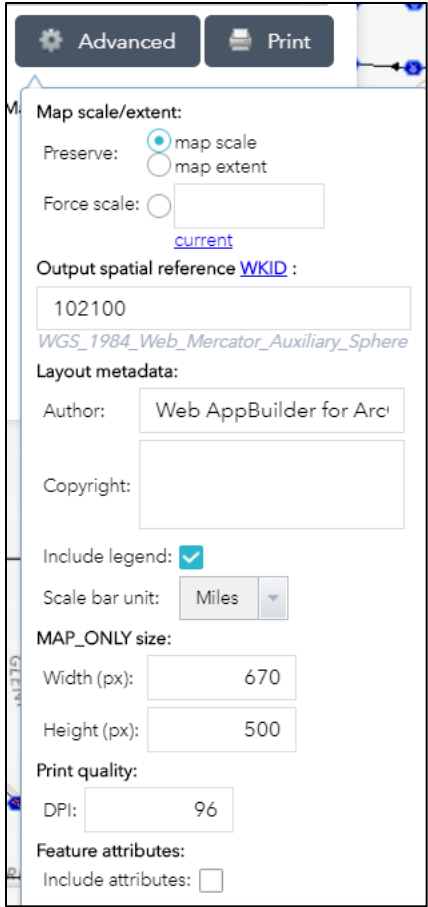 Advanced
Print
Map scale/extent:
Preserve:
map scale
map extent
Force scale:
current
Output spatial reference WKID :
102100
WGS_1984_Web_Mercator_Auxiliary_Sphere
Layout metadata:
Author: Web AppBuilder for Arc
Copyright:
Include legend:
Scale bar unit: Miles
MAP_ONLY size:
Width (px): 670
Height (px): 500
Print quality:
DPI: 96
Feature attributes:
Include attributes: